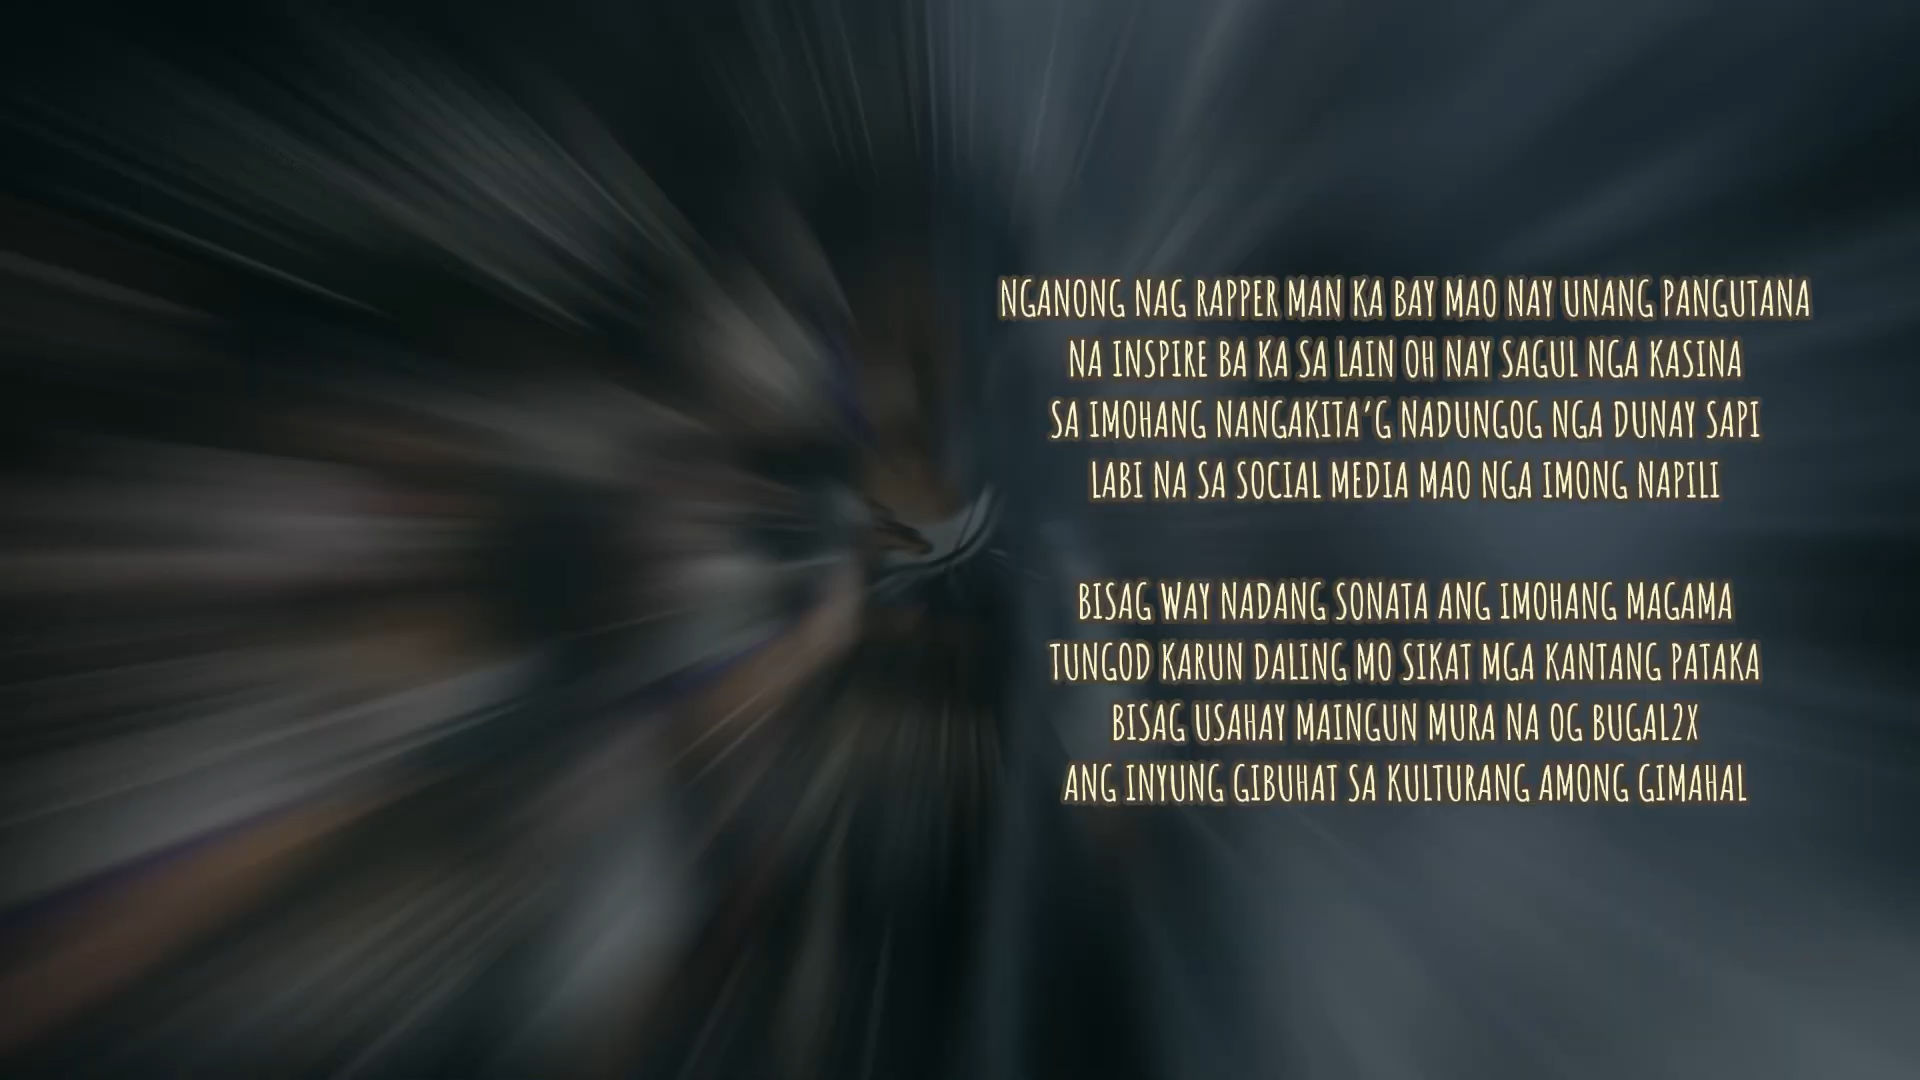 NGANONG NAG RAPPER MAN KA BAY MAO NAY UNANG PANGUTANA
NA INSPIRE BA KA SA LAIN OH NAY SAGUL NGA KASINA
SA IMOHANG NANGAKITA'G NADUNGOG NGA DUNAY SAPI
LABI NA SA SOCIAL MEDIA MAO NGA IMONG NAPILI

BISAG WAY NADANG SONATA ANG IMOHANG MAGAMA
TUNGOD KARUN DALING MO SIKAT MGA KANTANG PATAKA
BISAG USAHAY MAINGUN MURA NA OG BUGAL2X
ANG INYUNG GIBUHAT SA KULTURANG AMONG GIMAHAL